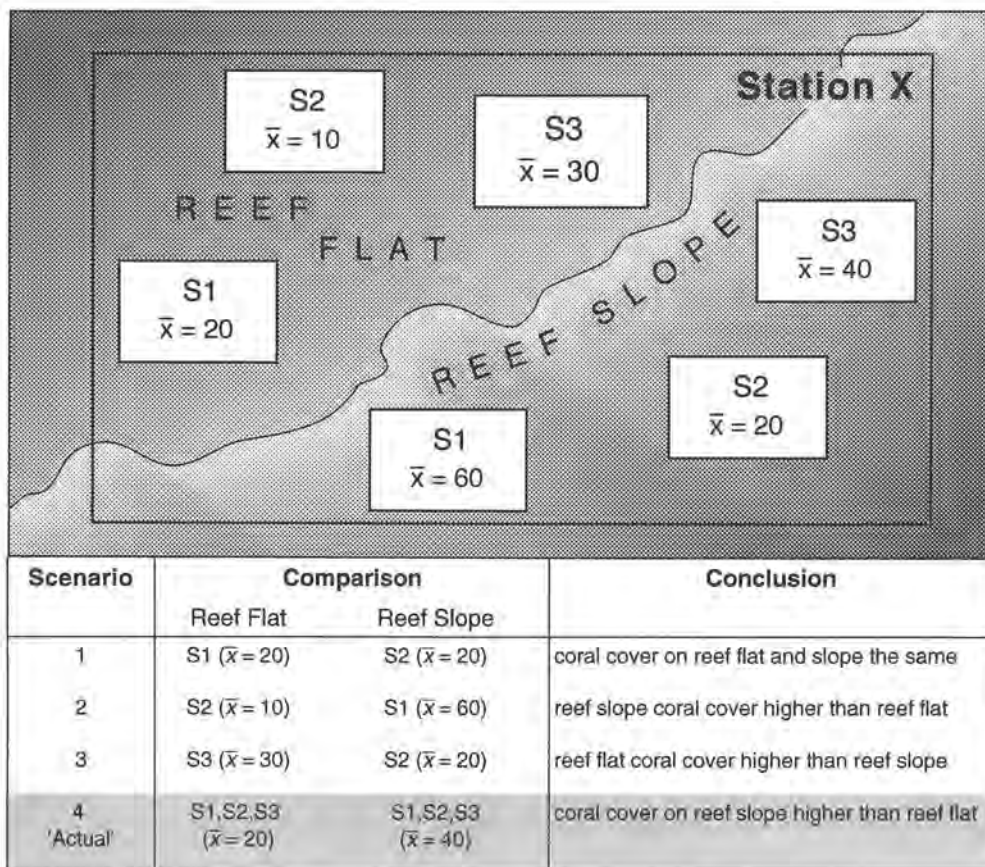 Station X
S2
x̄ = 10
S3
x̄ = 30
REEF
FLAT
S3
x̄ = 40
S1
x̄ = 20
REEF SLOPE
S2
x̄ = 20
S1
x̄ = 60
Scenario Comparison Conclusion
Reef Flat Reef Slope
1 S1 (x̄ = 20) S2 (x̄ = 20) coral cover on reef flat and slope the same
2 S2 (x̄ = 10) S1 (x̄ = 60) reef slope coral cover higher than reef flat
3 S3 (x̄ = 30) S2 (x̄ = 20) reef flat coral cover higher than reef slope
4 S1,S2,S3 S1,S2,S3 coral cover on reef slope higher than reef flat
'Actual' (x̄ = 20) (x̄ = 40)